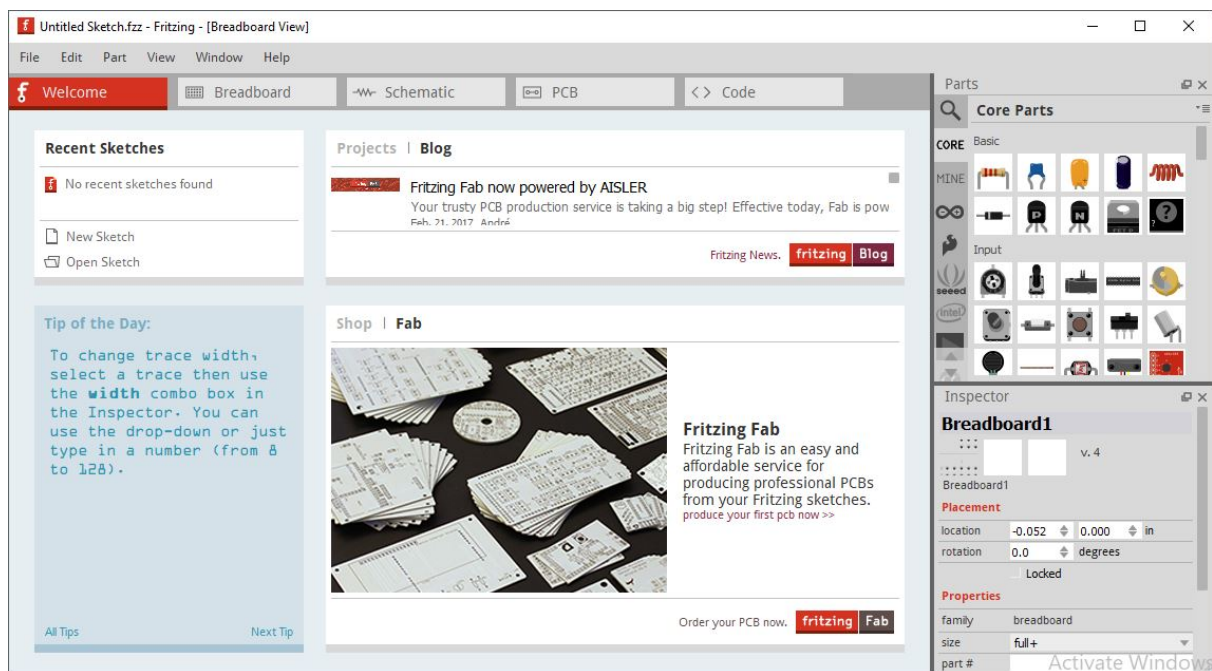 Untitled Sketch.fzz - Fritzing - [Breadboard View]
File Edit Part View Window Help
Welcome Breadboard Schematic PCB Code
Recent Sketches
No recent sketches found
New Sketch
Open Sketch
Projects | Blog
Fritzing Fab now powered by AISLER
Your trusty PCB production service is taking a big step! Effective today, Fab is pow
Feb. 21, 2017 André
Fritzing News. fritzing Blog
Tip of the Day:
To change trace width,
select a trace then use
the width combo box in
the Inspector. You can
use the drop-down or just
type in a number (from 8
to 128).
All Tips Next Tip
Shop | Fab
Fritzing Fab
Fritzing Fab is an easy and
affordable service for
producing professional PCBs
from your Fritzing sketches.
produce your first pcb now >>
Order your PCB now. fritzing Fab
Parts
Core Parts
CORE
MINE
seeed
intel
Basic
P N ?
Input
Inspector
Breadboard1
v. 4
Breadboard1
Placement
location -0.052 0.000 in
rotation 0.0 degrees
Locked
Properties
family breadboard
size full+
part #
Activate Windows